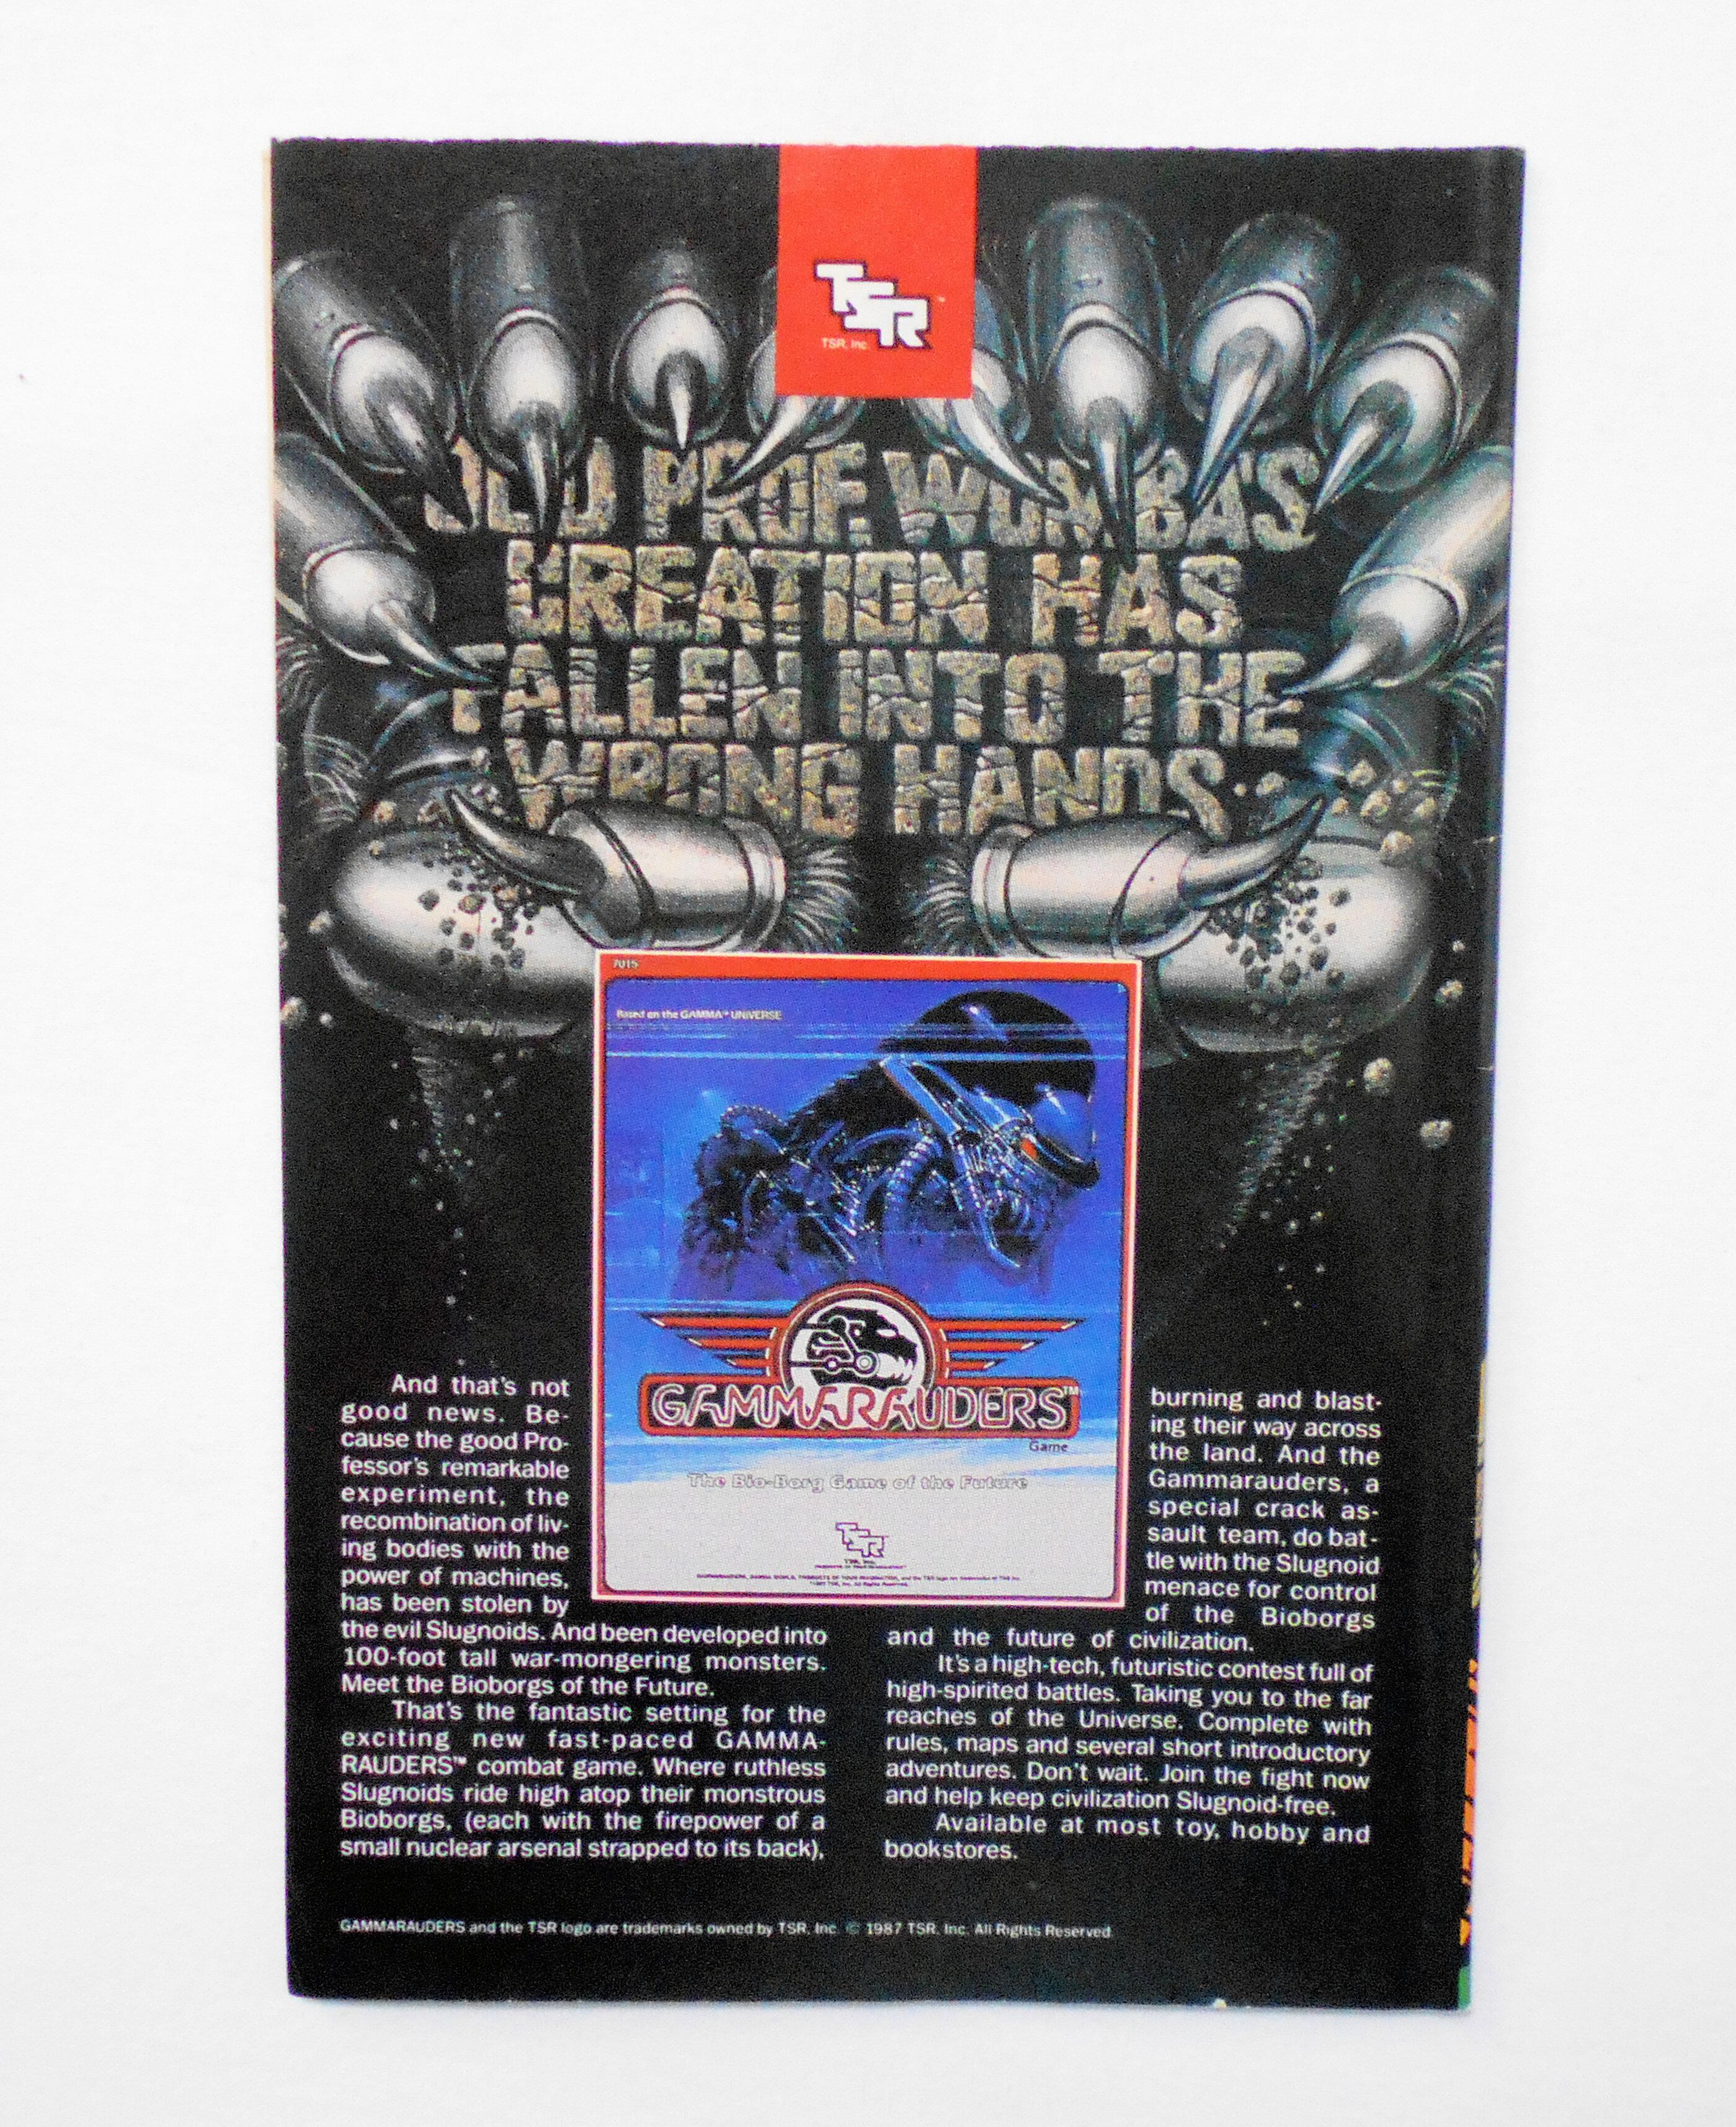 TSR™
TSR, Inc.
OLD PROF. WOMBA'S
CREATION HAS
FALLEN INTO THE
WRONG HANDS.
7015
Based on the GAMMA™ UNIVERSE
GAMMARAUDERS™
Game
The Bio-Borg Game of the Future
TSR
TSR, Inc.
PRODUCTS OF YOUR IMAGINATION™
And that's not
good news. Be-
cause the good Pro-
fessor's remarkable
experiment, the
recombination of liv-
ing bodies with the
power of machines,
has been stolen by
the evil Slugnoids. And been developed into
100-foot tall war-mongering monsters.
Meet the Bioborgs of the Future.
That's the fantastic setting for the
exciting new fast-paced GAMMA-
RAUDERS™ combat game. Where ruthless
Slugnoids ride high atop their monstrous
Bioborgs, (each with the firepower of a
small nuclear arsenal strapped to its back),
burning and blast-
ing their way across
the land. And the
Gammarauders, a
special crack as-
sault team, do bat-
tle with the Slugnoid
menace for control
of the Bioborgs
and the future of civilization.
It's a high-tech, futuristic contest full of
high-spirited battles. Taking you to the far
reaches of the Universe. Complete with
rules, maps and several short introductory
adventures. Don't wait. Join the fight now
and help keep civilization Slugnoid-free.
Available at most toy, hobby and
bookstores.
GAMMARAUDERS and the TSR logo are trademarks owned by TSR, Inc. © 1987 TSR, Inc. All Rights Reserved.